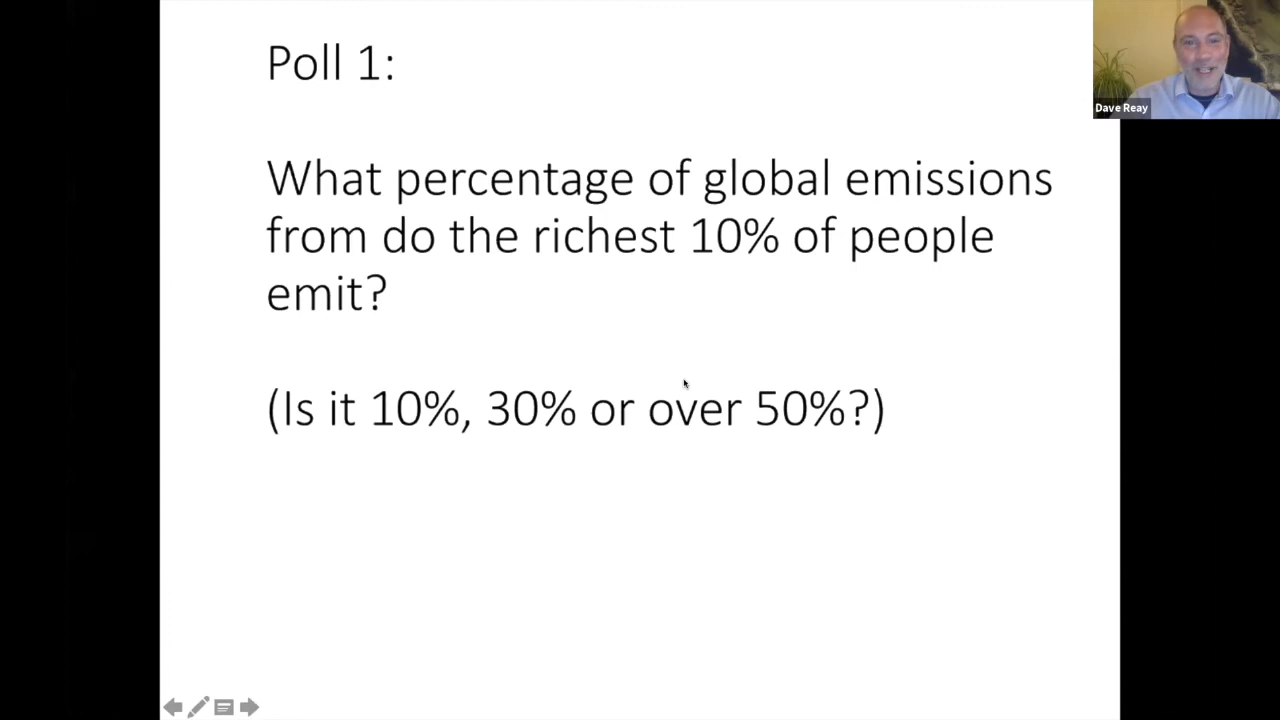 Poll 1:
What percentage of global emissions
from do the richest 10% of people
emit?
(Is it 10%, 30% or over 50%?)
Dave Reay